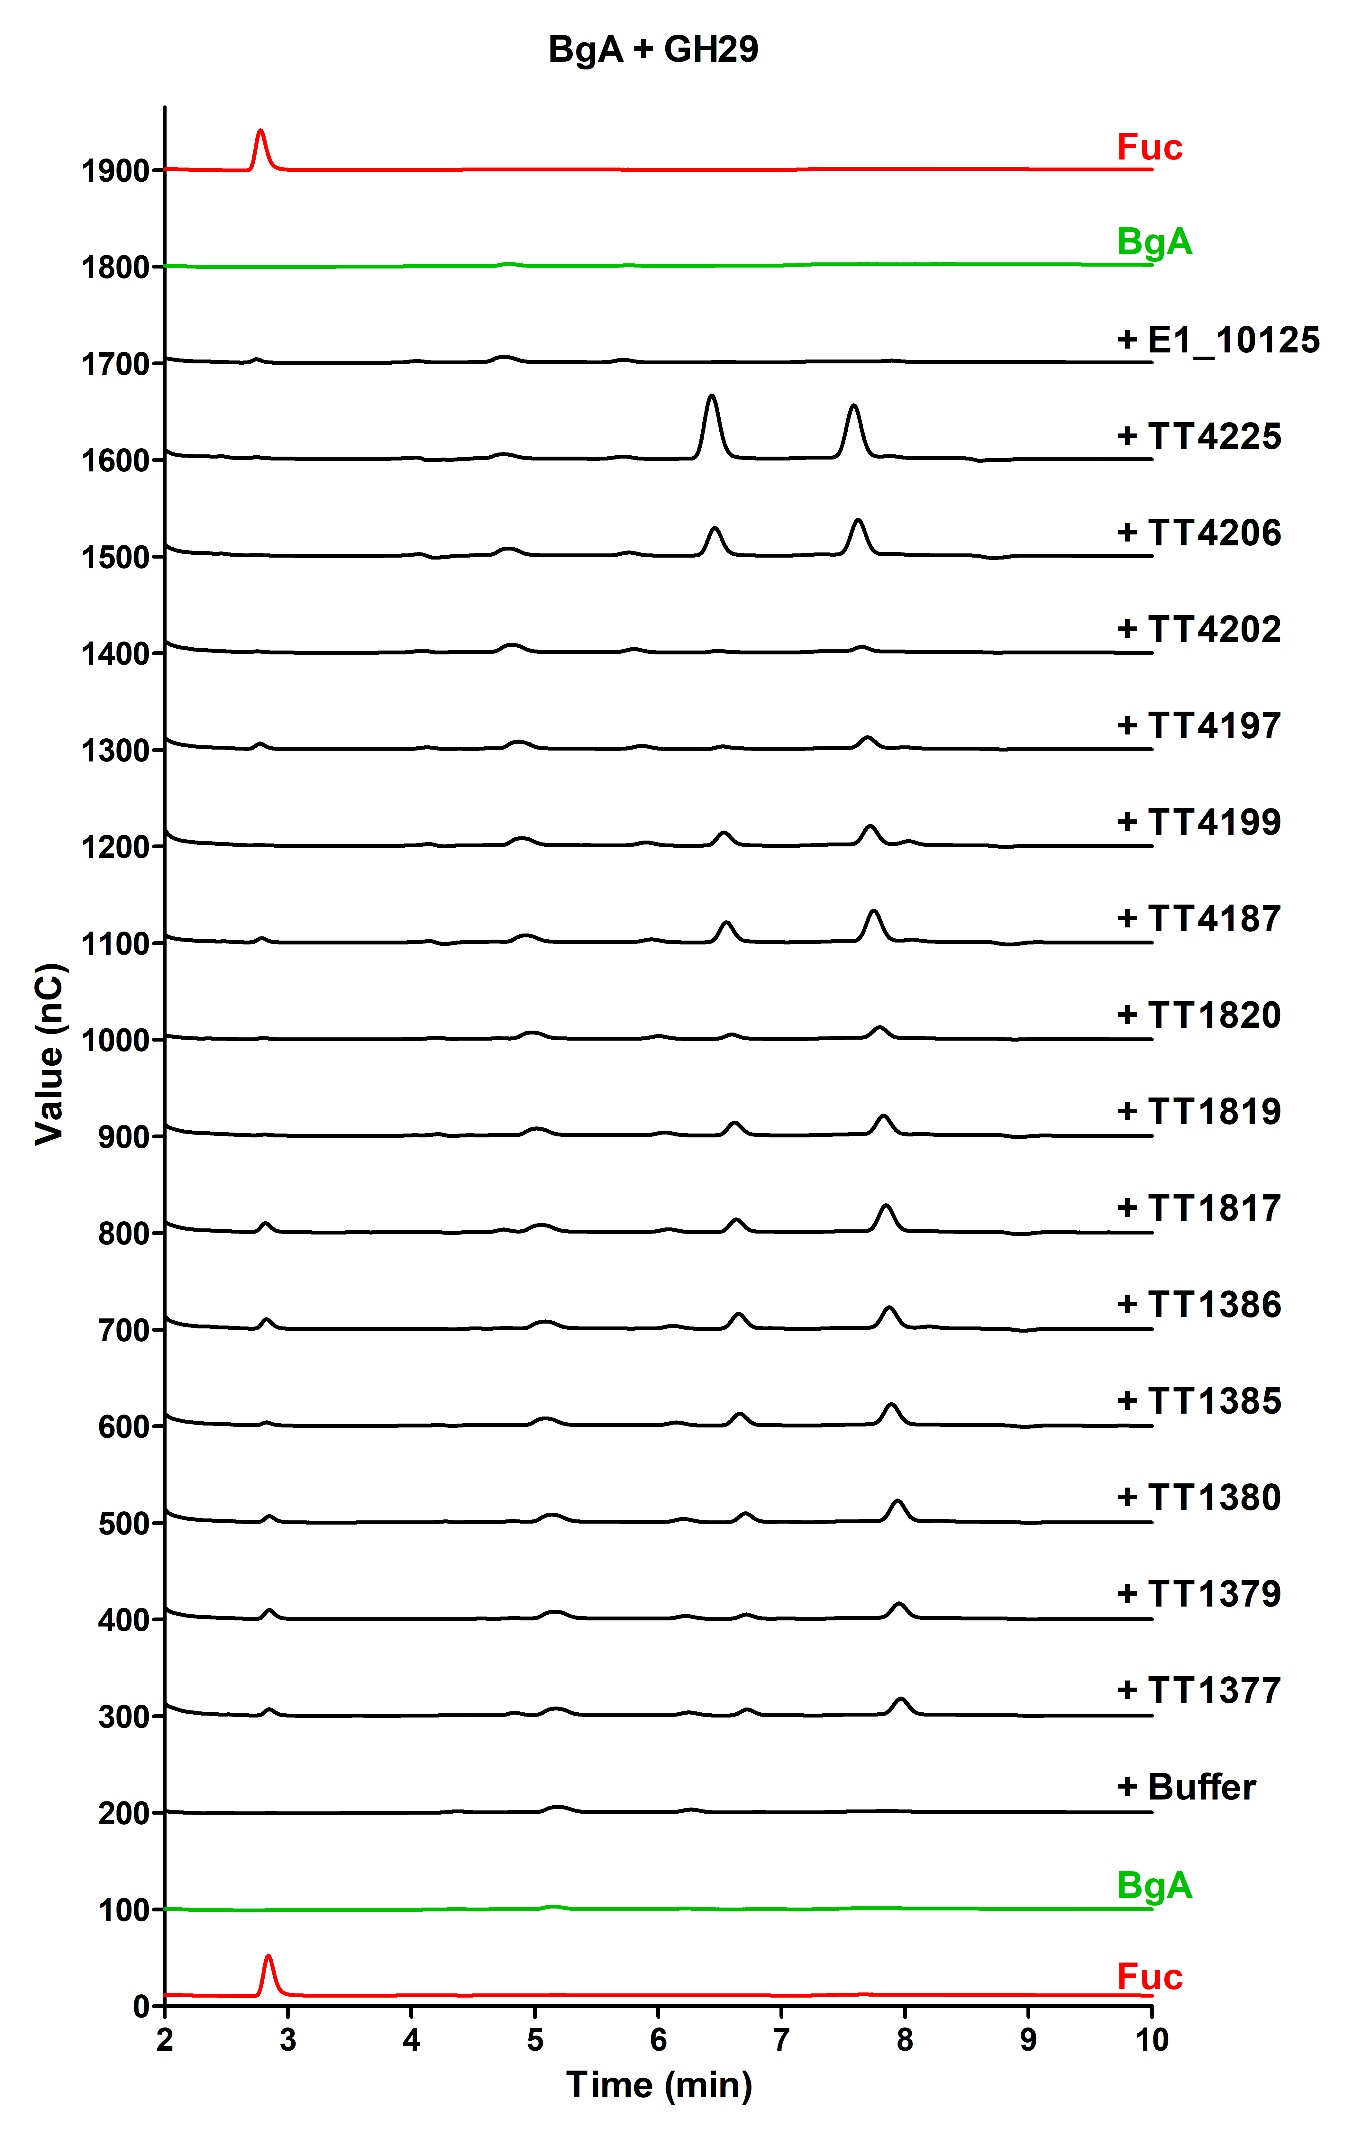 BgA + GH29
Fuc
1900
BgA
1800
+ E1_10125
1700
+ TT4225
1600
+ TT4206
1500
+ TT4202
1400
+ TT4197
1300
+ TT4199
1200
+ TT4187
1100
+ TT1820
1000
+ TT1819
900
+ TT1817
800
+ TT1386
700
+ TT1385
600
+ TT1380
500
+ TT1379
400
+ TT1377
300
+ Buffer
200
BgA
100
Fuc
0
Value (nC)
2 3 4 5 6 7 8 9 10
Time (min)